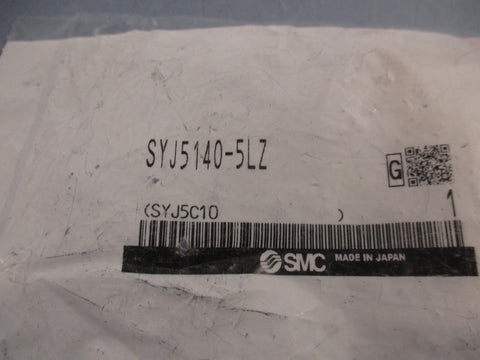 SYJ5140-5LZ
G
(SYJ5C10 ) 1
SMC MADE IN JAPAN